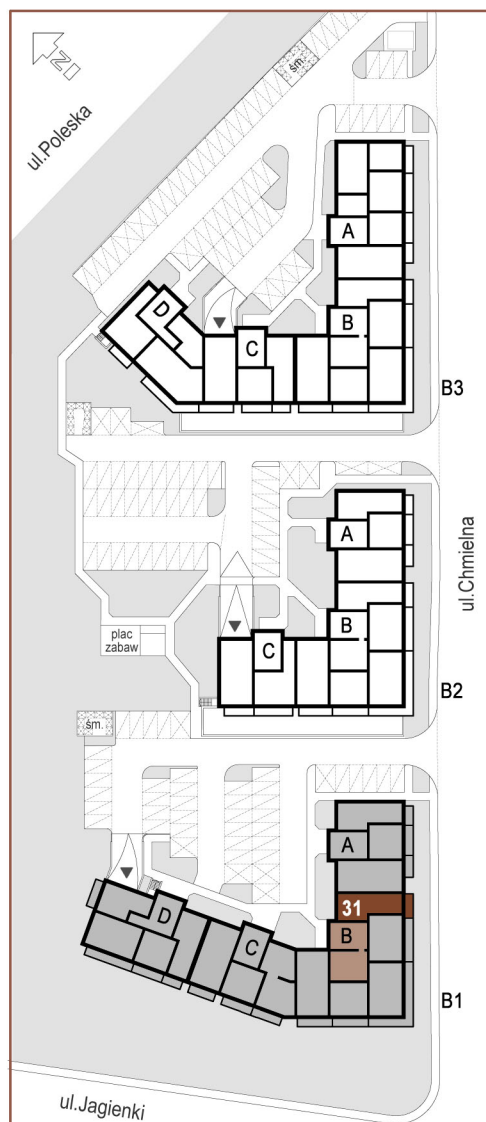 N
śm.
ul.Poleska
A
D
B
C
B3
A
ul.Chmielna
B
plac
zabaw
C
B2
śm.
A
31
D
B
C
B1
ul.Jagienki